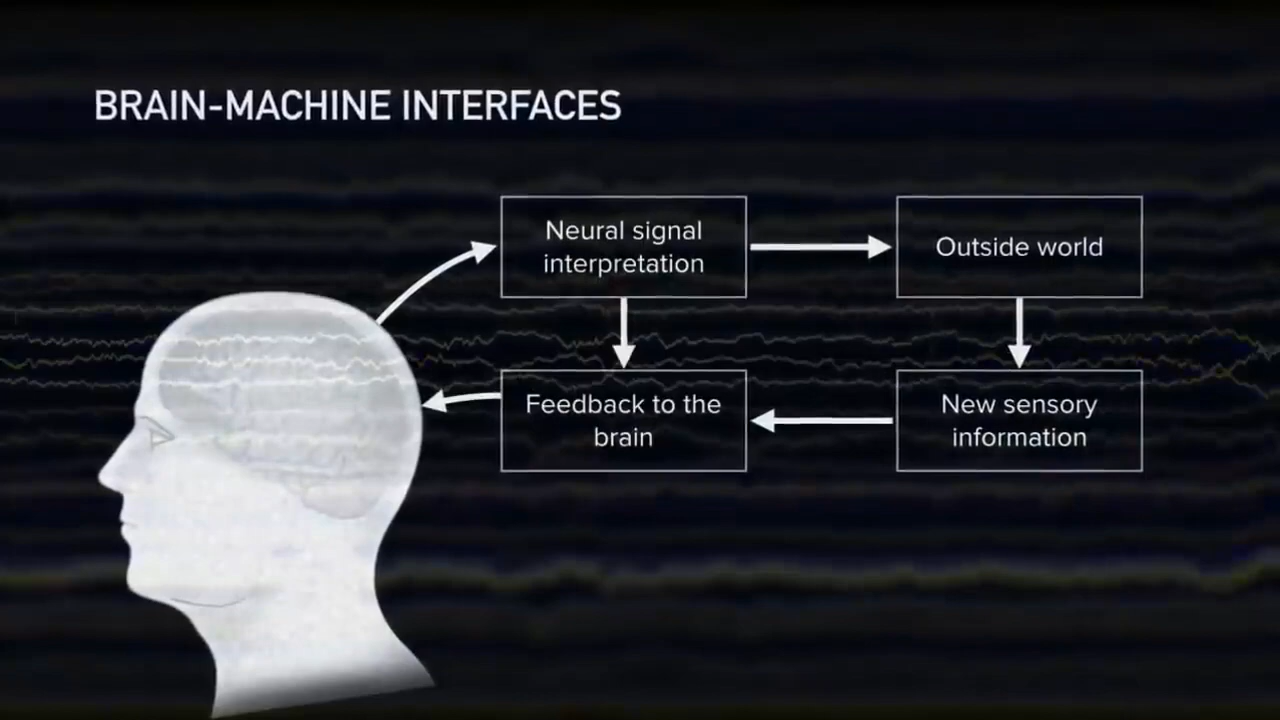 BRAIN-MACHINE INTERFACES
Neural signal
interpretation
Outside world
Feedback to the
brain
New sensory
information